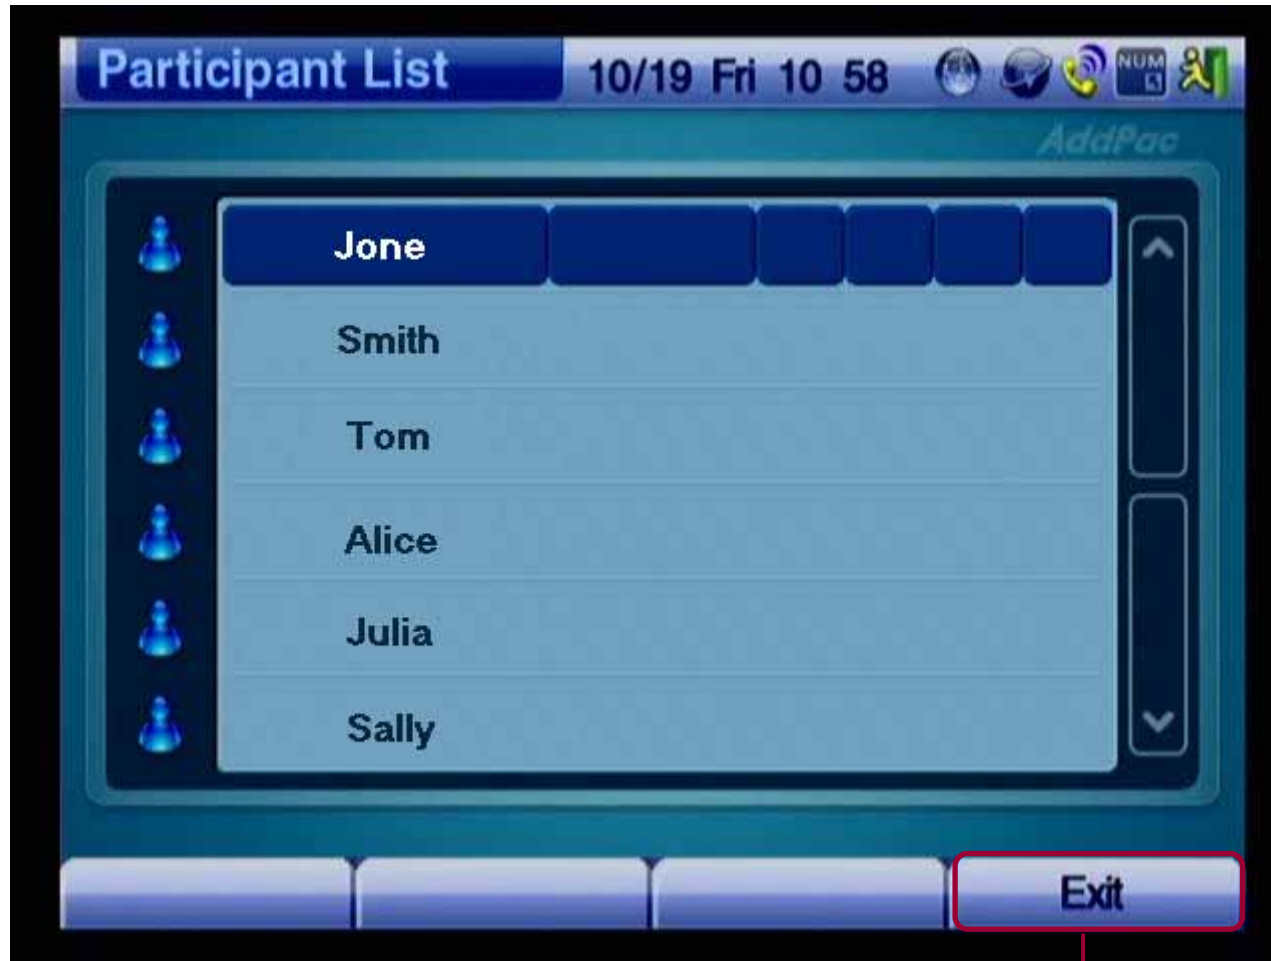 Participant List 10/19 Fri 10 58 NUM
AddPac
Jone
Smith
Tom
Alice
Julia
Sally
Exit